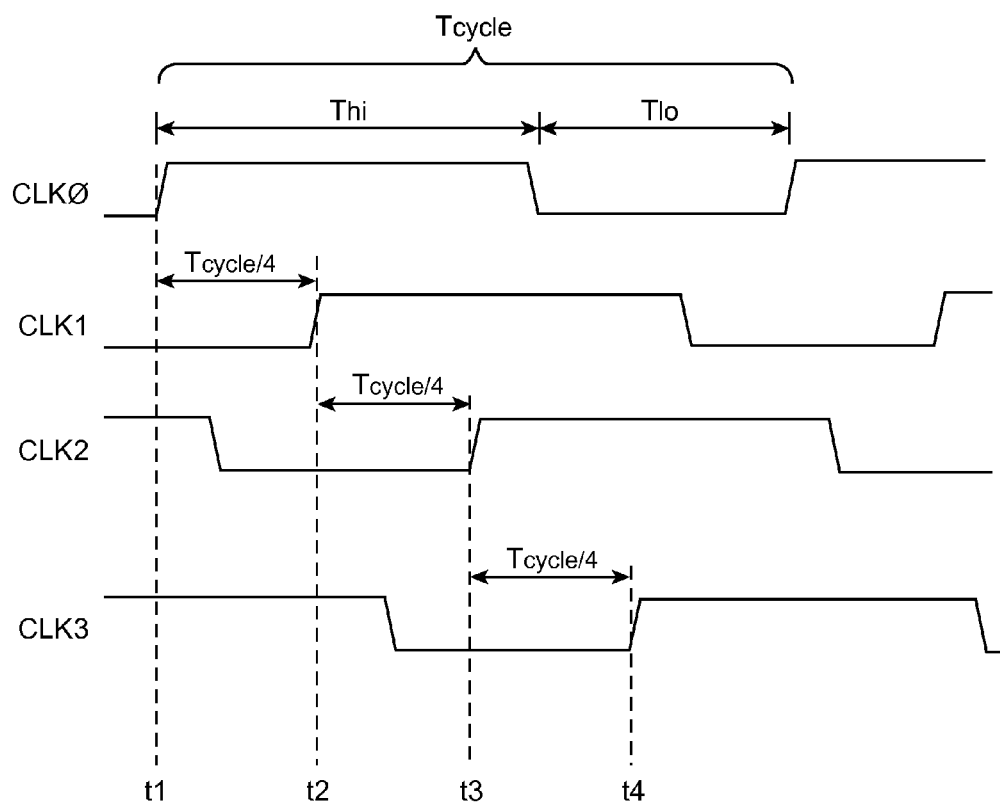 Tcycle
Thi
Tlo
CLKØ
Tcycle/4
CLK1
Tcycle/4
CLK2
Tcycle/4
CLK3
t1
t2
t3
t4